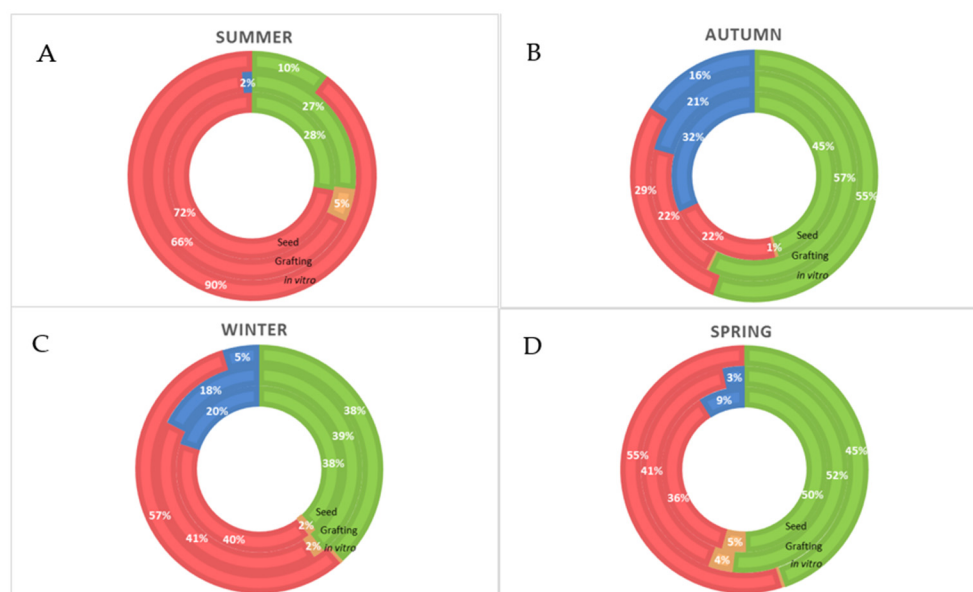 A
SUMMER
10%
2%
27%
28%
5%
72%
66%
90%
Seed
Grafting
in vitro
B
AUTUMN
16%
21%
32%
45%
57%
55%
29%
22%
22%
1%
Seed
Grafting
in vitro
C
WINTER
5%
18%
20%
38%
39%
38%
57%
41%
40%
2%
2%
Seed
Grafting
in vitro
D
SPRING
3%
9%
45%
52%
50%
55%
41%
36%
5%
4%
Seed
Grafting
in vitro